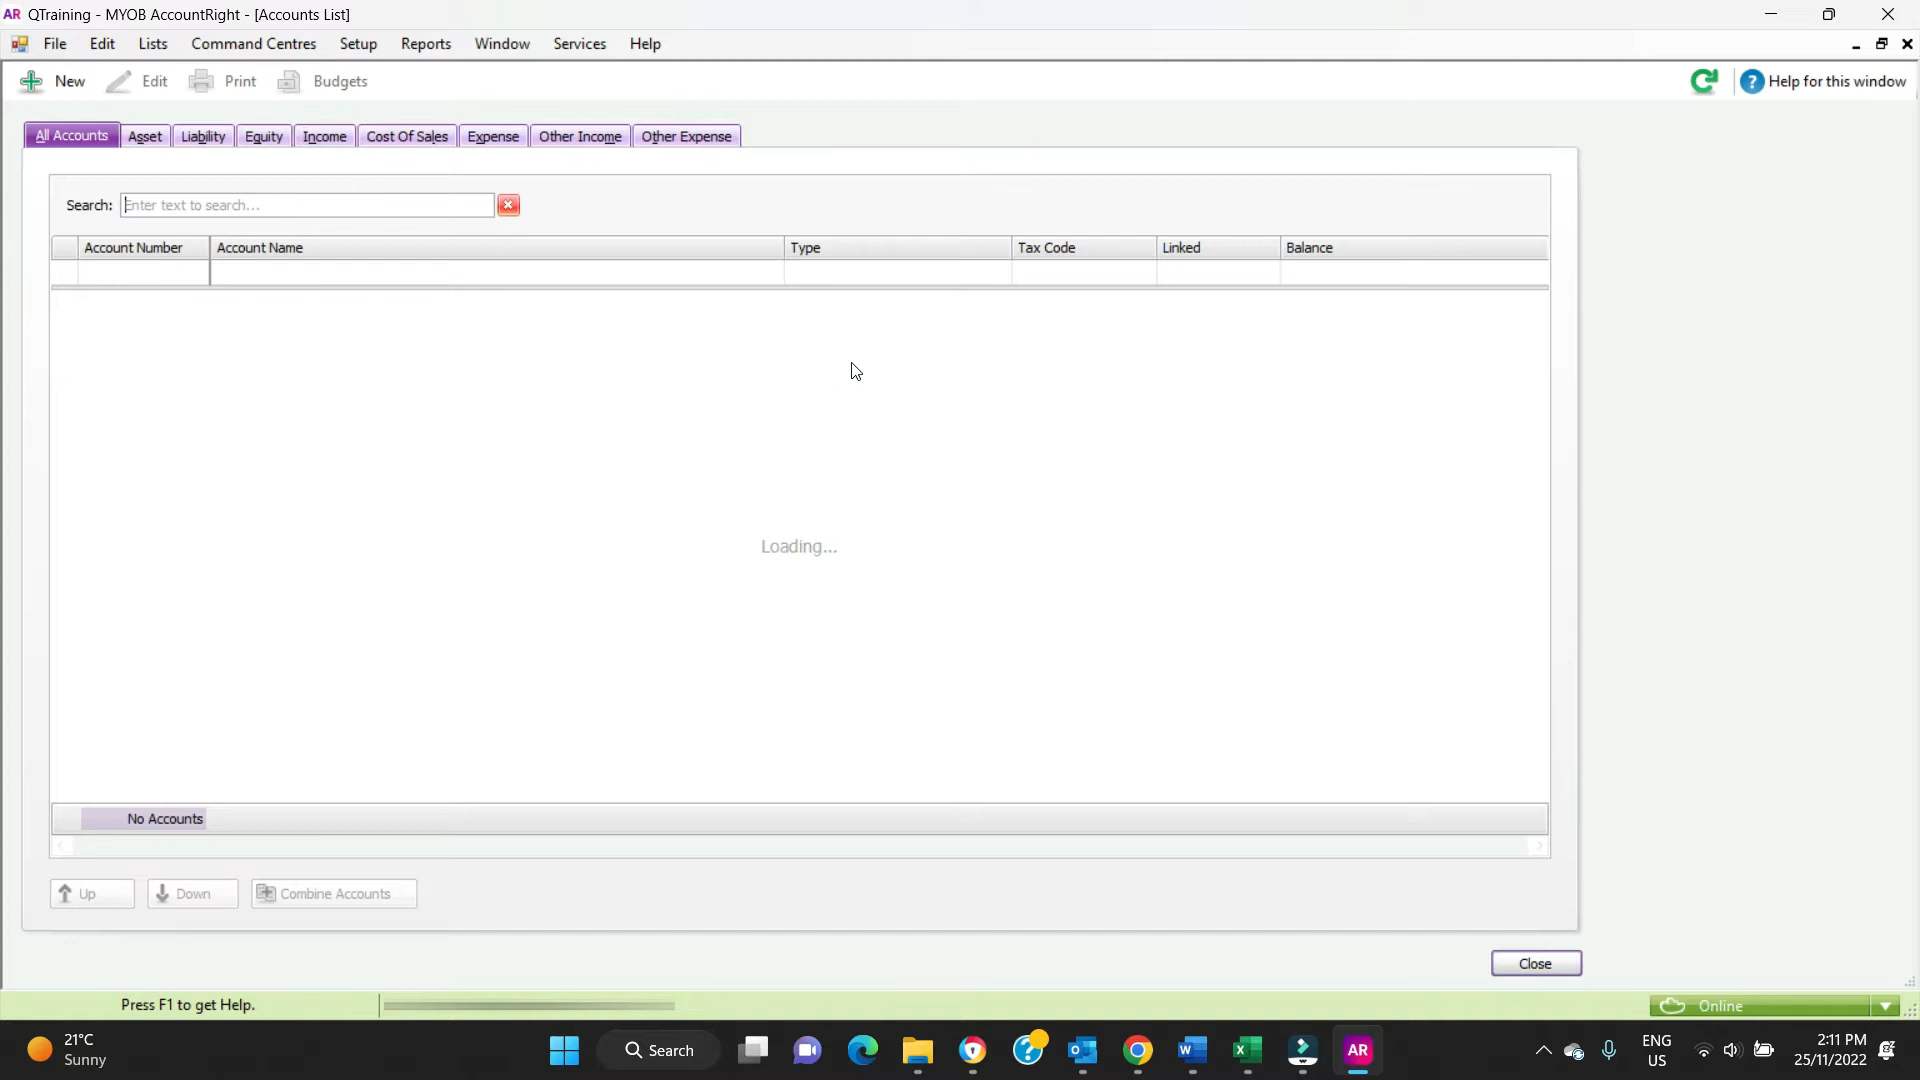 AR QTraining - MYOB AccountRight - [Accounts List]
File Edit Lists Command Centres Setup Reports Window Services Help
New Edit Print Budgets ? Help for this window
All Accounts Asset Liability Equity Income Cost Of Sales Expense Other Income Other Expense
Search: Enter text to search...
Account Number Account Name Type Tax Code Linked Balance
Loading...
No Accounts
Up Down Combine Accounts
Close
Press F1 to get Help. Online
21°C
Sunny
Search
AR
ENG
US
2:11 PM
25/11/2022